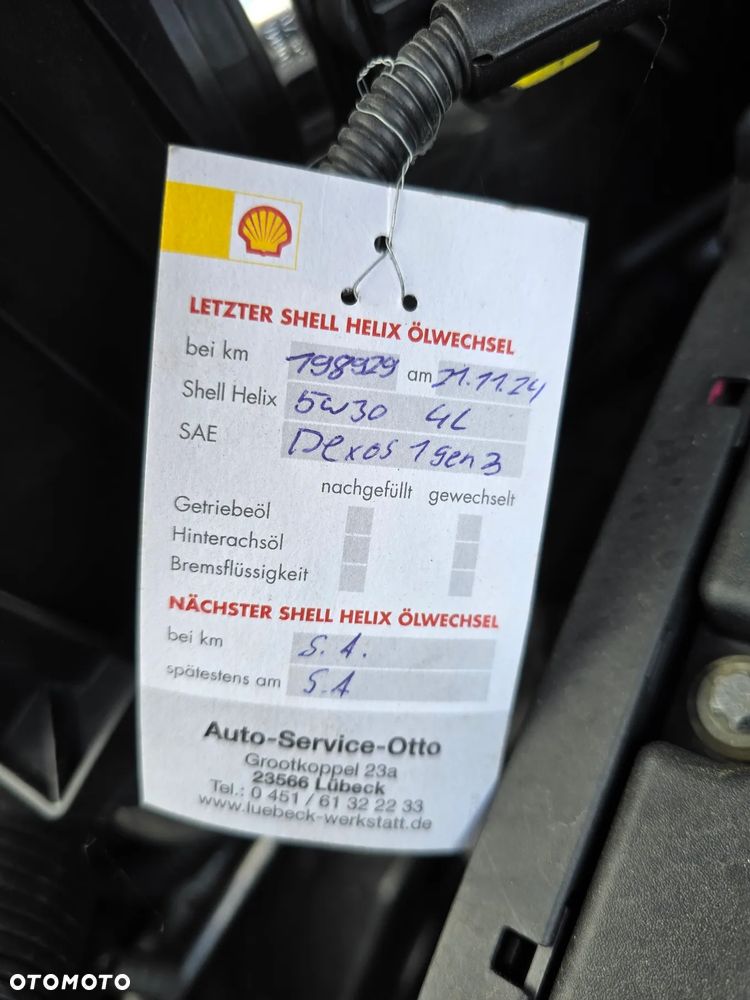 LETZTER SHELL HELIX ÖLWECHSEL
bei km 198929 am 21.11.24
Shell Helix 5W30 4L
SAE Dexos 1 gen 3
nachgefüllt gewechselt
Getriebeöl
Hinterachsöl
Bremsflüssigkeit
NÄCHSTER SHELL HELIX ÖLWECHSEL
bei km S.A.
spätestens am S.A
Auto-Service-Otto
Grootkoppel 23a
23566 Lübeck
Tel.: 0 451 / 61 32 22 33
www.luebeck-werkstatt.de
OTOMOTO